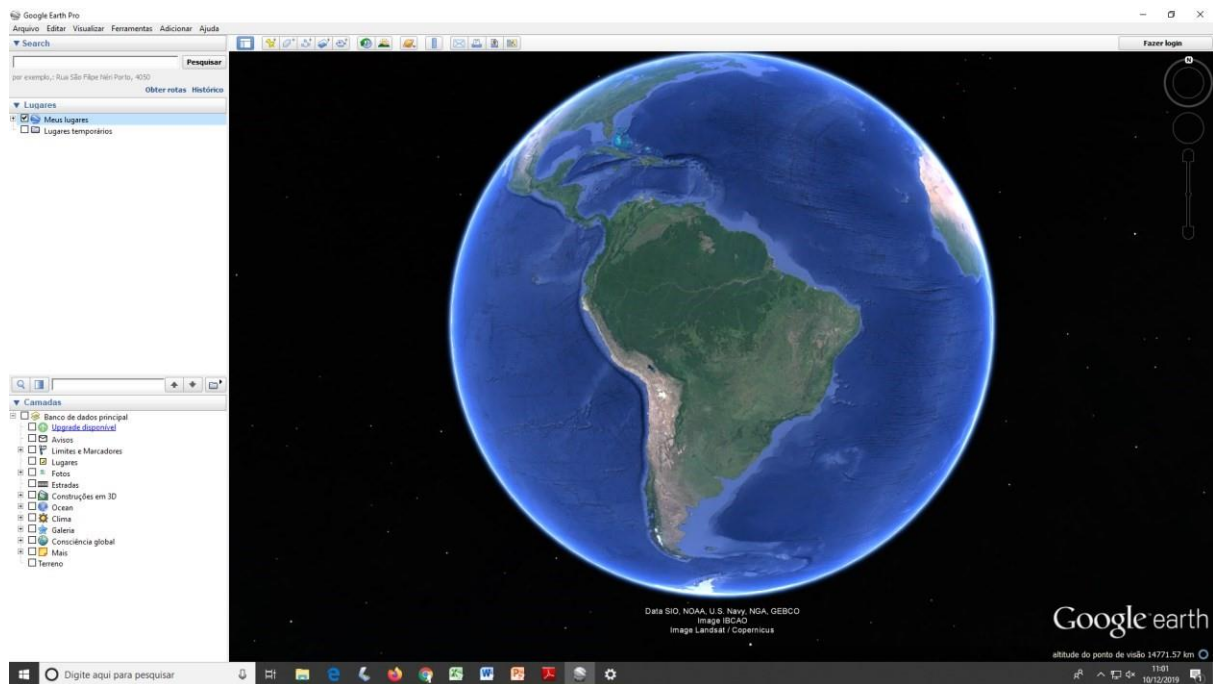 Google Earth Pro
Arquivo Editar Visualizar Ferramentas Adicionar Ajuda
Search
Pesquisar
por exemplo,: Rua São Filipe Néri Porto, 4050
Obter rotas Histórico
Lugares
Meus lugares
Lugares temporários
Camadas
Banco de dados principal
Upgrade disponível
Avisos
Limites e Marcadores
Lugares
Fotos
Estradas
Construções em 3D
Ocean
Clima
Galeria
Consciência global
Mais
Terreno
Fazer login
N
Data SIO, NOAA, U.S. Navy, NGA, GEBCO
Image IBCAO
Image Landsat / Copernicus
Google earth
altitude do ponto de visão 14771.57 km
Digite aqui para pesquisar
11:01
10/12/2019